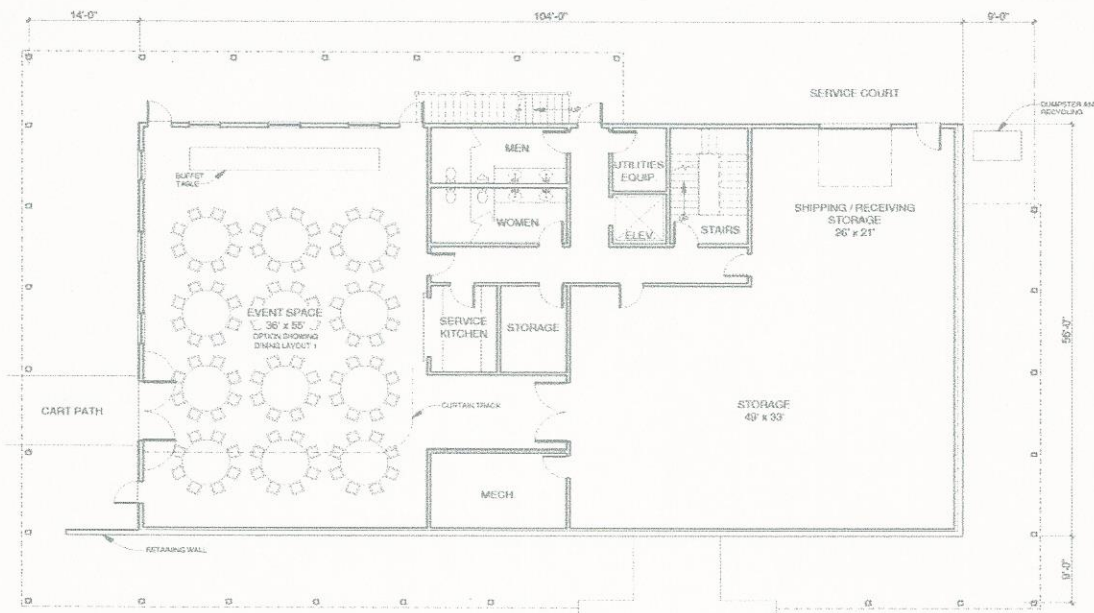 14'-0"
104'-0"
9'-0"
SERVICE COURT
DUMPSTER AND
RECYCLING
MEN
UTILITIES
EQUIP
BUFFET
TABLE
SHIPPING / RECEIVING
STORAGE
26' x 21'
WOMEN
ELEV.
STAIRS
EVENT SPACE
36' x 55'
OPTION SHOWING
DINING LAYOUT 1
SERVICE
KITCHEN
STORAGE
56'-0"
CART PATH
CURTAIN TRACK
STORAGE
49' x 33'
MECH
RETAINING WALL
9'-0"